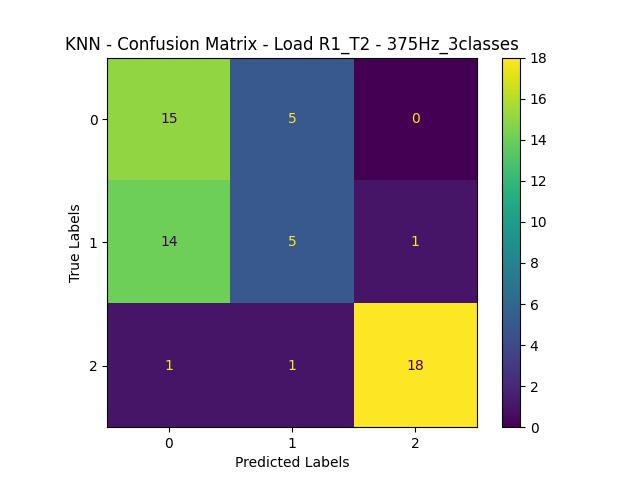 KNN - Confusion Matrix - Load R1_T2 - 375Hz_3classes
True Labels
0 15 5 0
1 14 5 1
2 1 1 18
0 1 2
Predicted Labels
18
16
14
12
10
8
6
4
2
0